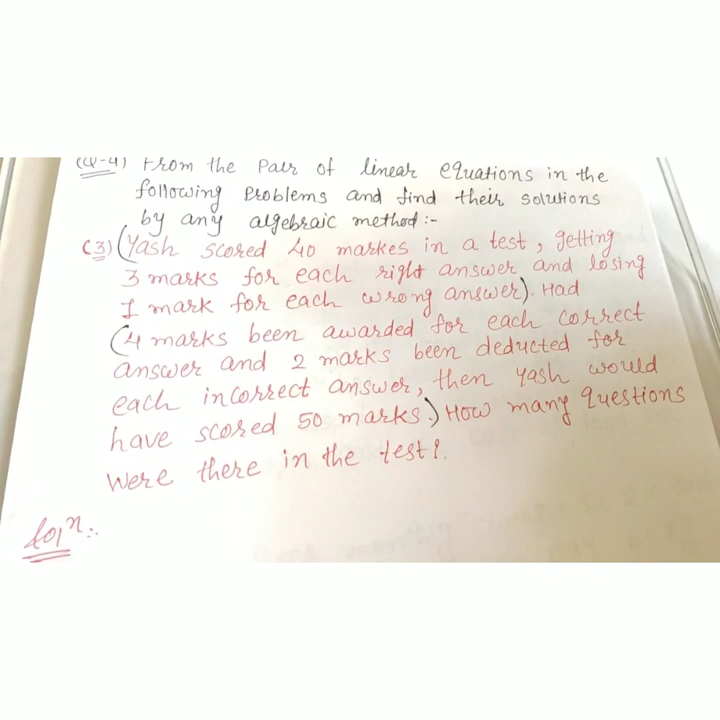 (Q-4) From the Pair of linear equations in the
following Problems and find their solutions
by any algebraic method :-
(3) (Yash scored 40 markes in a test, getting
3 marks for each right answer and losing
1 mark for each wrong answer). Had
(4 marks been awarded for each correct
answer and 2 marks been deducted for
each incorrect answer, then Yash would
have scored 50 marks.) How many questions
Were there in the test?.
Solⁿ:-